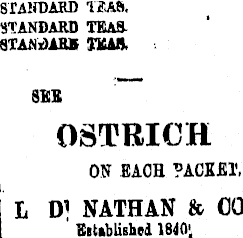 STANDARD TEAS.
STANDARD TEAS.
STANDARD TEAS.
SEE
OSTRICH
ON EACH PACKET,
L D! NATHAN & CO
Established 1840;